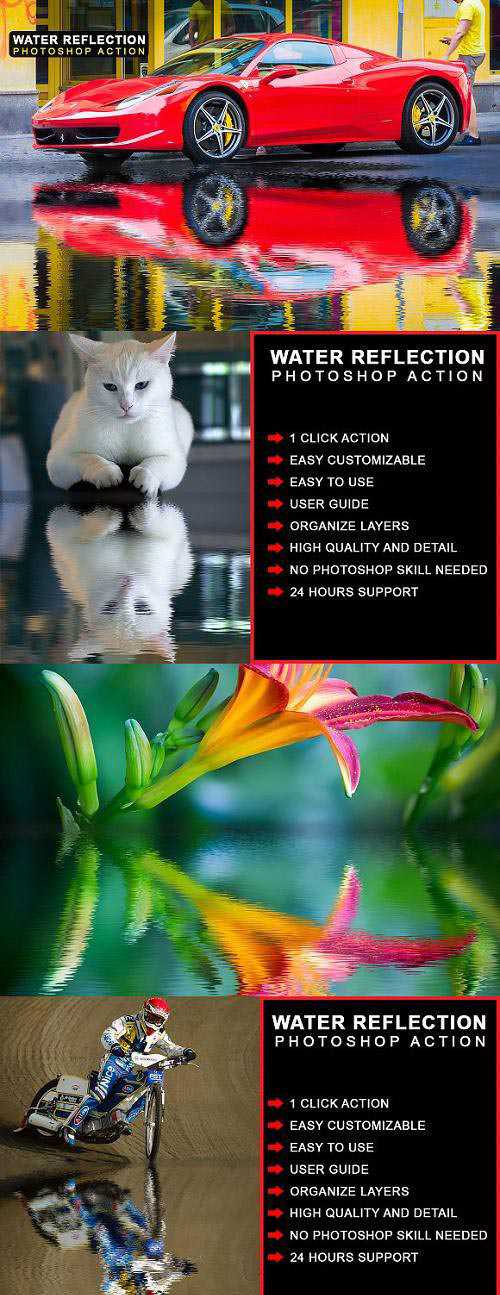 WATER REFLECTION
PHOTOSHOP ACTION
WATER REFLECTION
PHOTOSHOP ACTION
1 CLICK ACTION
EASY CUSTOMIZABLE
EASY TO USE
USER GUIDE
ORGANIZE LAYERS
HIGH QUALITY AND DETAIL
NO PHOTOSHOP SKILL NEEDED
24 HOURS SUPPORT
WATER REFLECTION
PHOTOSHOP ACTION
1 CLICK ACTION
EASY CUSTOMIZABLE
EASY TO USE
USER GUIDE
ORGANIZE LAYERS
HIGH QUALITY AND DETAIL
NO PHOTOSHOP SKILL NEEDED
24 HOURS SUPPORT